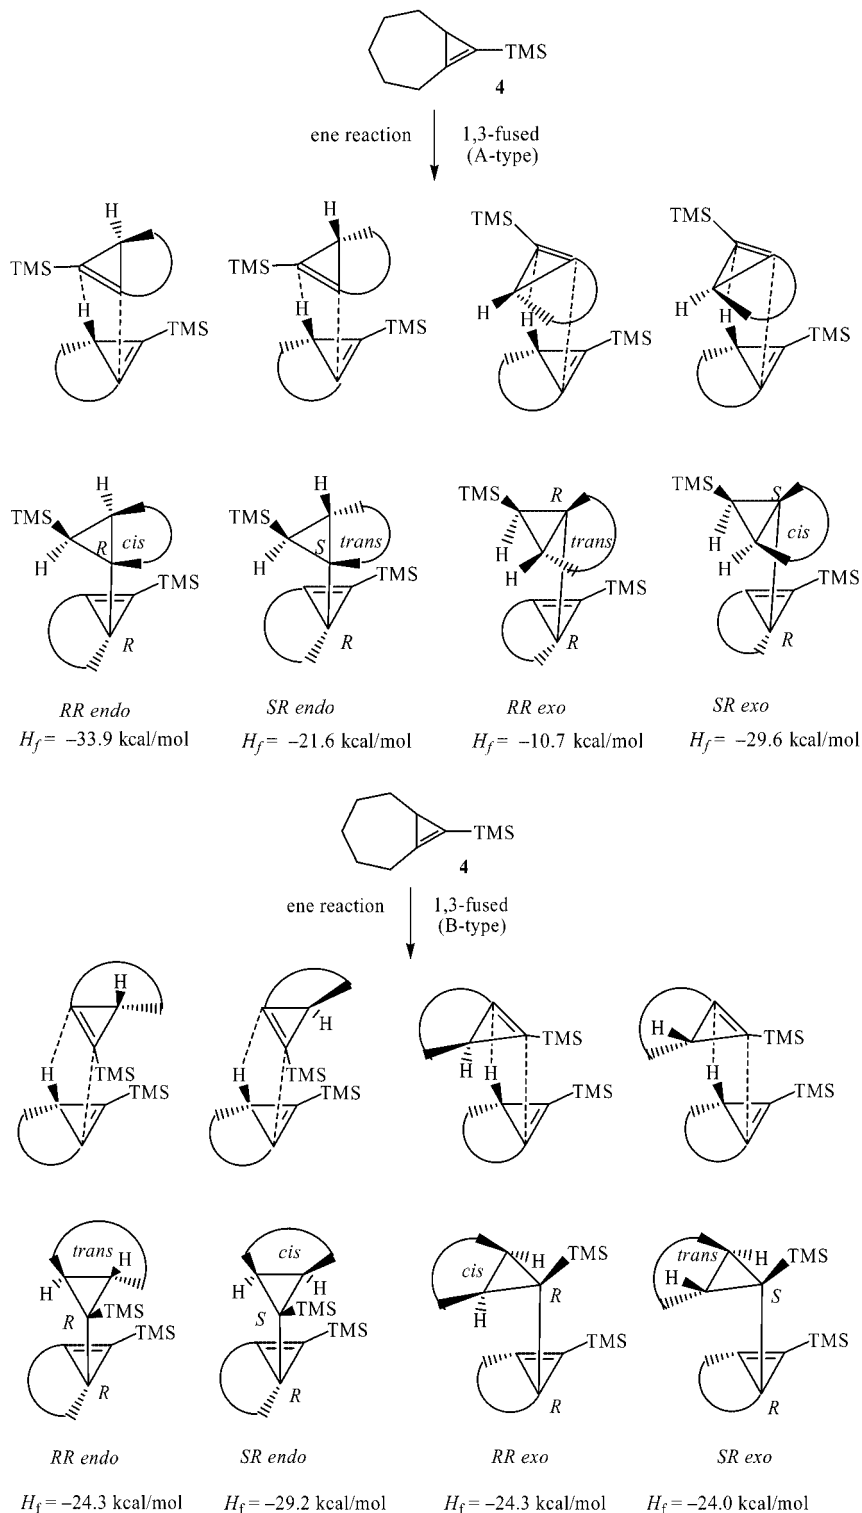 TMS
4
ene reaction 1,3-fused
(A-type)
H H TMS TMS
TMS TMS
H H
H H H H
TMS TMS TMS TMS
H H TMS R TMS S
TMS TMS
R cis S trans trans cis
H H H H
H H
TMS TMS TMS TMS
R R R R
RR endo SR endo RR exo SR exo
Hf = –33.9 kcal/mol Hf = –21.6 kcal/mol Hf = –10.7 kcal/mol Hf = –29.6 kcal/mol
TMS
4
ene reaction 1,3-fused
(B-type)
H H
TMS H TMS
H TMS H TMS H H H
TMS TMS TMS TMS
trans cis trans
H H TMS H TMS
H H H cis H
R TMS S TMS R S
H
TMS TMS TMS TMS
R R R R
RR endo SR endo RR exo SR exo
Hf = –24.3 kcal/mol Hf = –29.2 kcal/mol Hf = –24.3 kcal/mol Hf = –24.0 kcal/mol